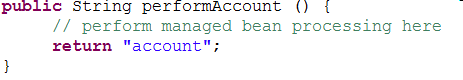 public String performAccount () {
// perform managed bean processing here
return "account";
}